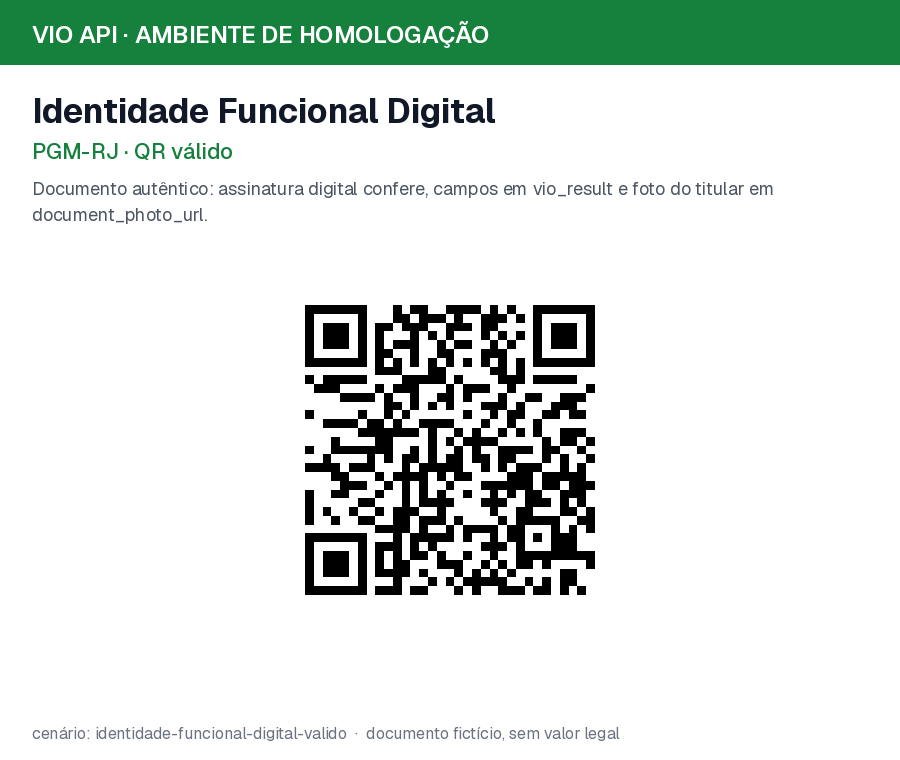 VIO API · AMBIENTE DE HOMOLOGAÇÃO
Identidade Funcional Digital
PGM-RJ · QR válido
Documento autêntico: assinatura digital confere, campos em vio_result e foto do titular em
document_photo_url.
cenário: identidade-funcional-digital-valido · documento fictício, sem valor legal